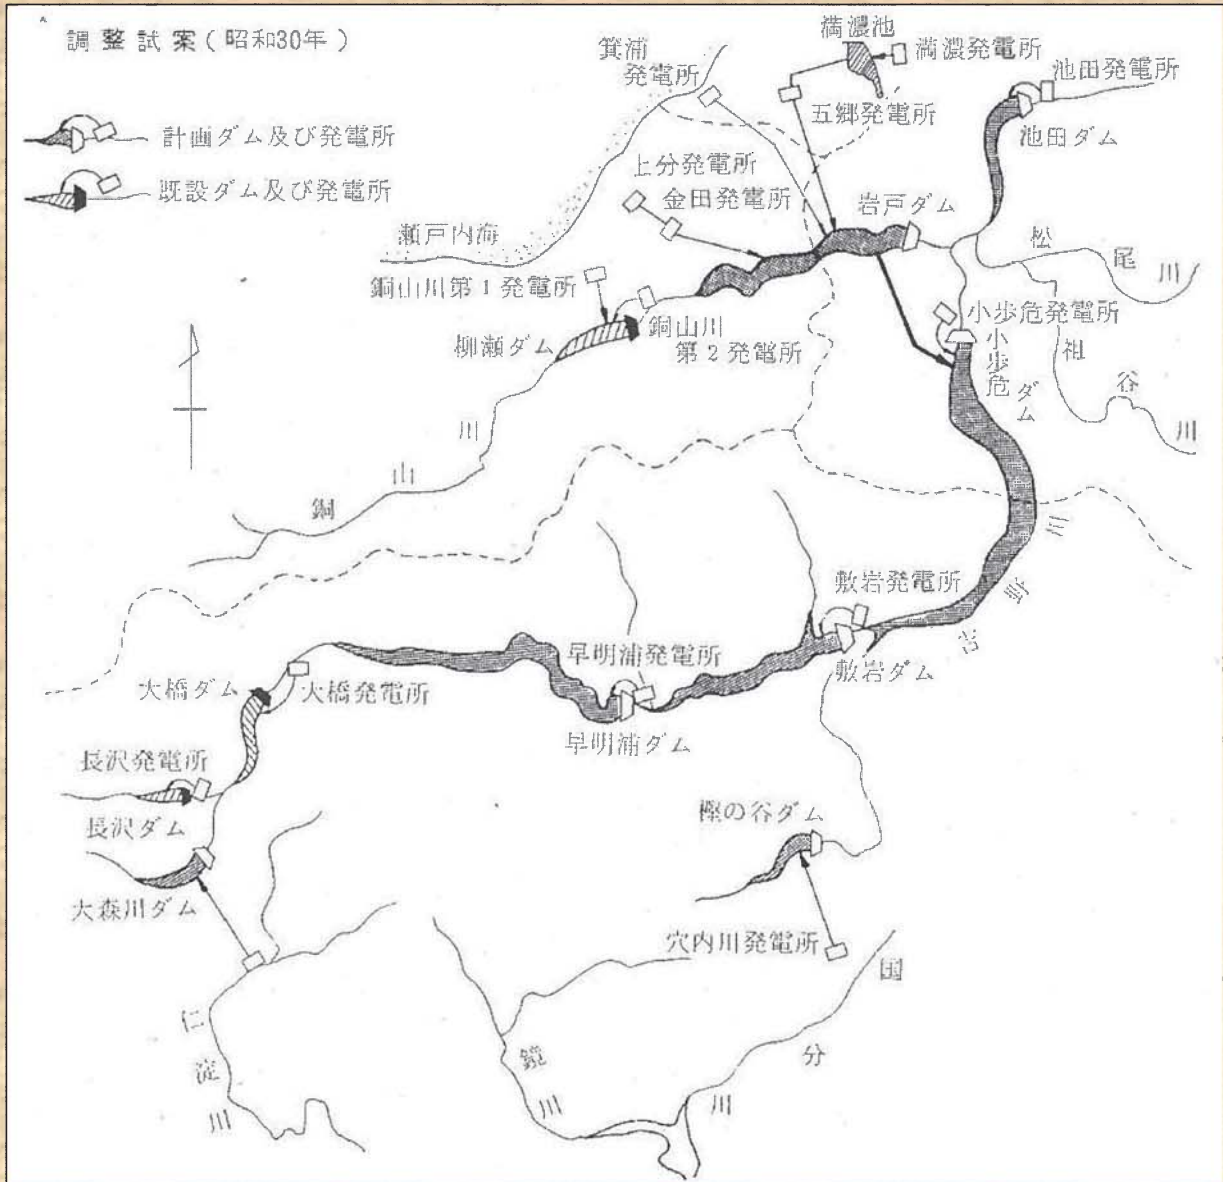 調整試案(昭和30年)
計画ダム及び発電所
既設ダム及び発電所
箕浦
発電所
満濃池
満濃発電所
五郷発電所
池田発電所
池田ダム
上分発電所
金田発電所
岩戸ダム
瀬戸内海
松尾川
銅山川第1発電所
銅山川
第2発電所
柳瀬ダム
小歩危発電所
小歩危ダム
祖谷川
銅山川
吉野川
敷岩発電所
敷岩ダム
早明浦発電所
早明浦ダム
大橋ダム
大橋発電所
長沢発電所
長沢ダム
樫の谷ダム
大森川ダム
穴内川発電所
仁淀川
鏡川
国分川